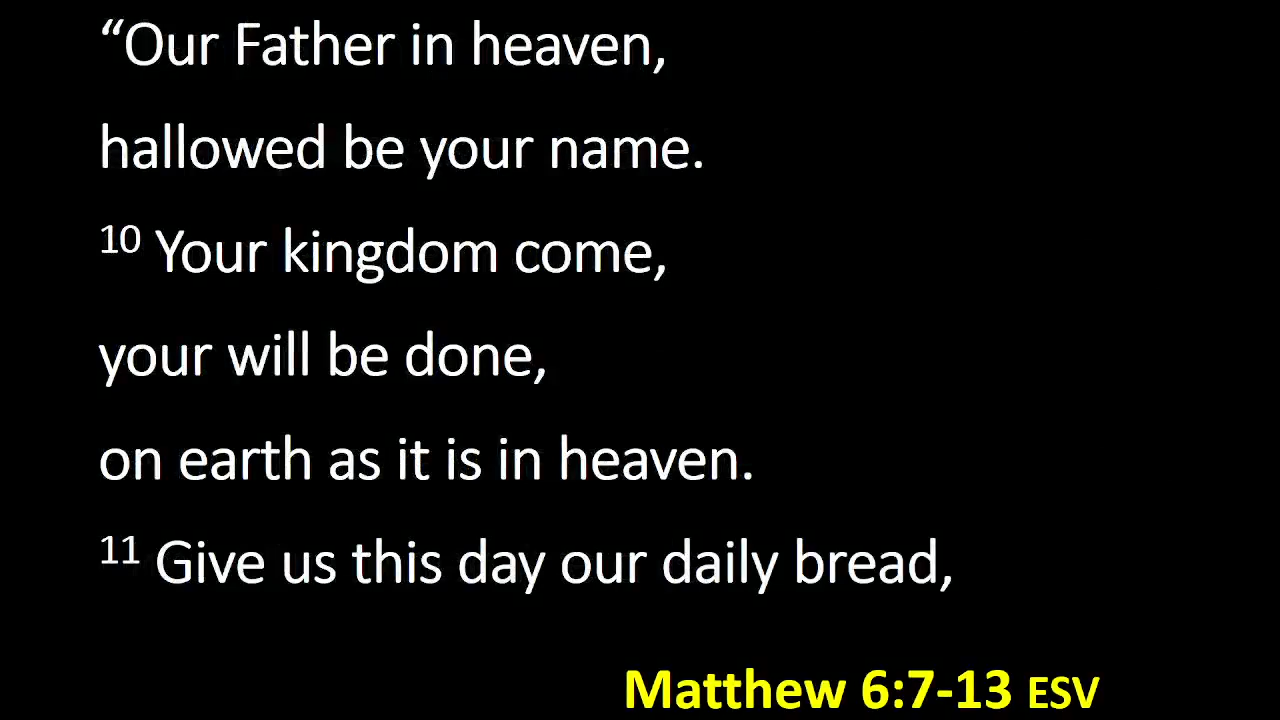 “Our Father in heaven,
hallowed be your name.
10 Your kingdom come,
your will be done,
on earth as it is in heaven.
11 Give us this day our daily bread,
Matthew 6:7-13 ESV